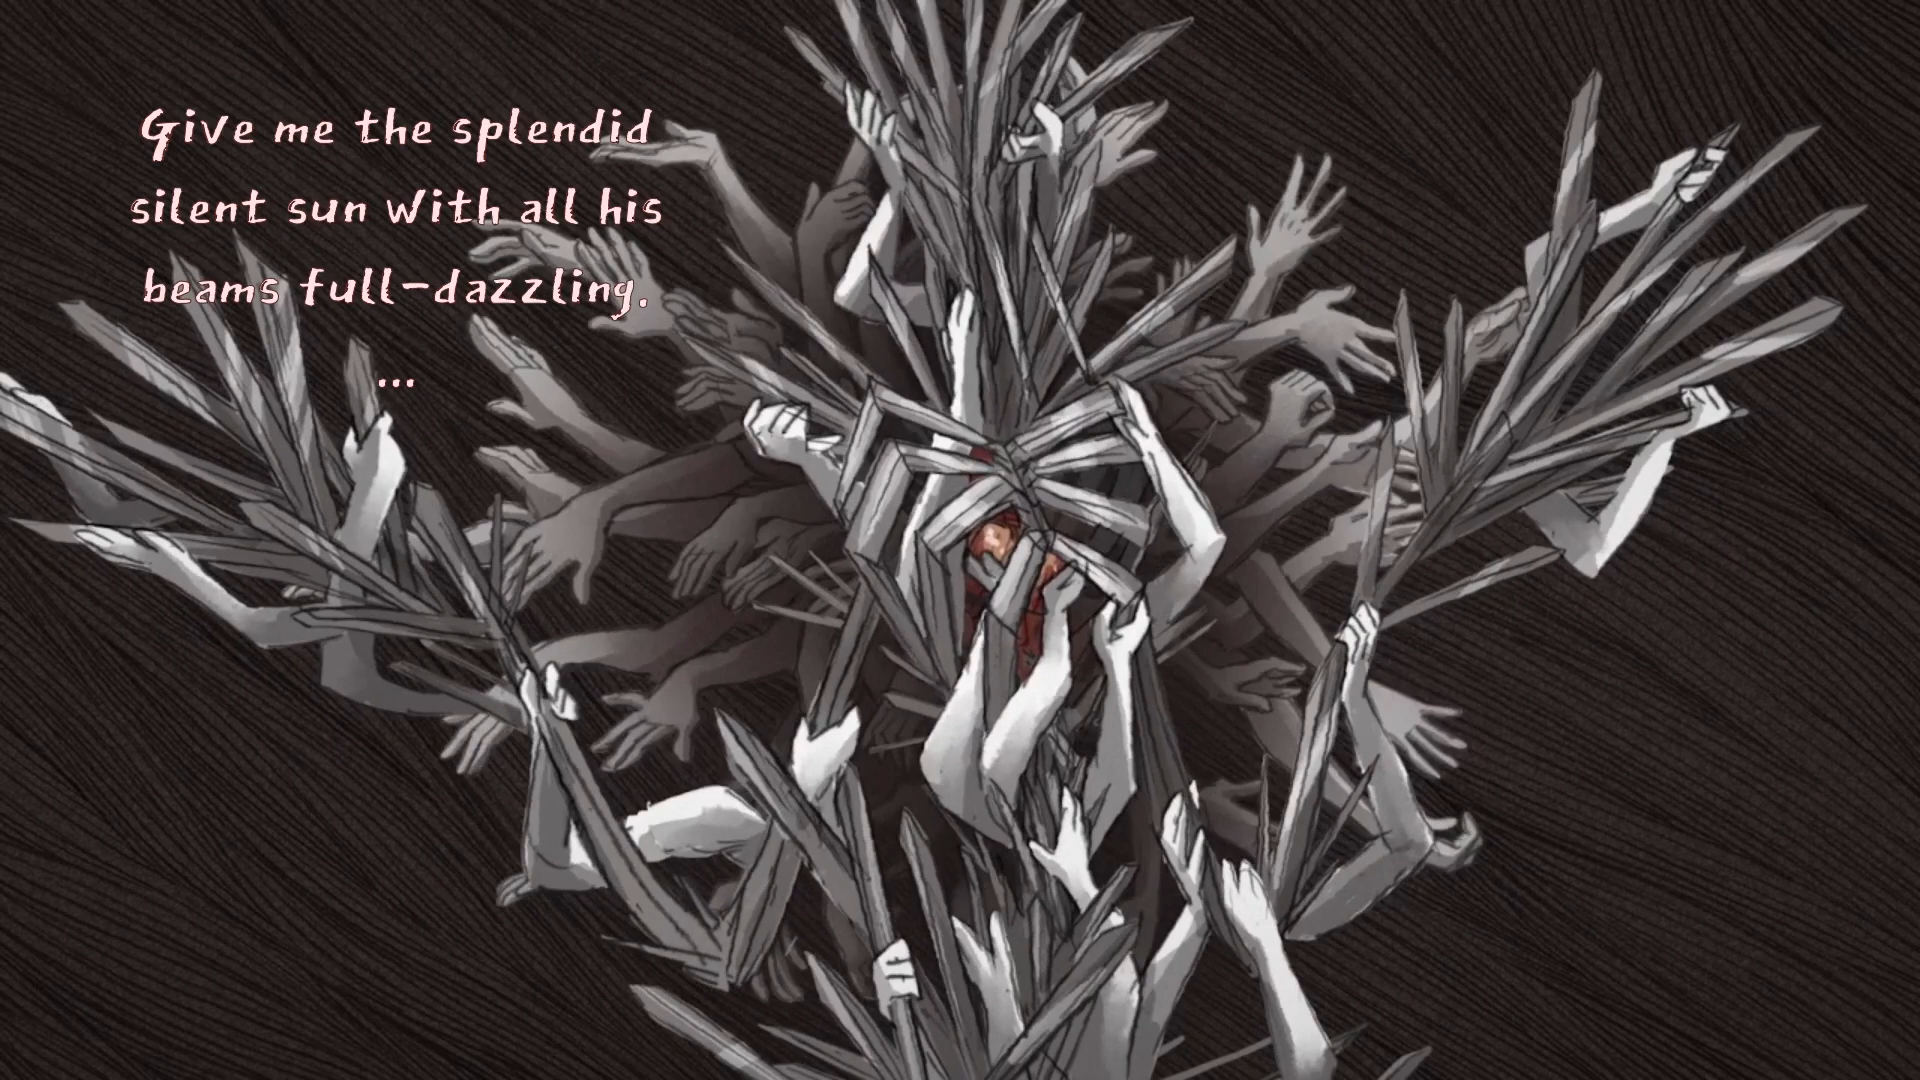 Give me the splendid
silent sun with all his
beams full-dazzling.
...